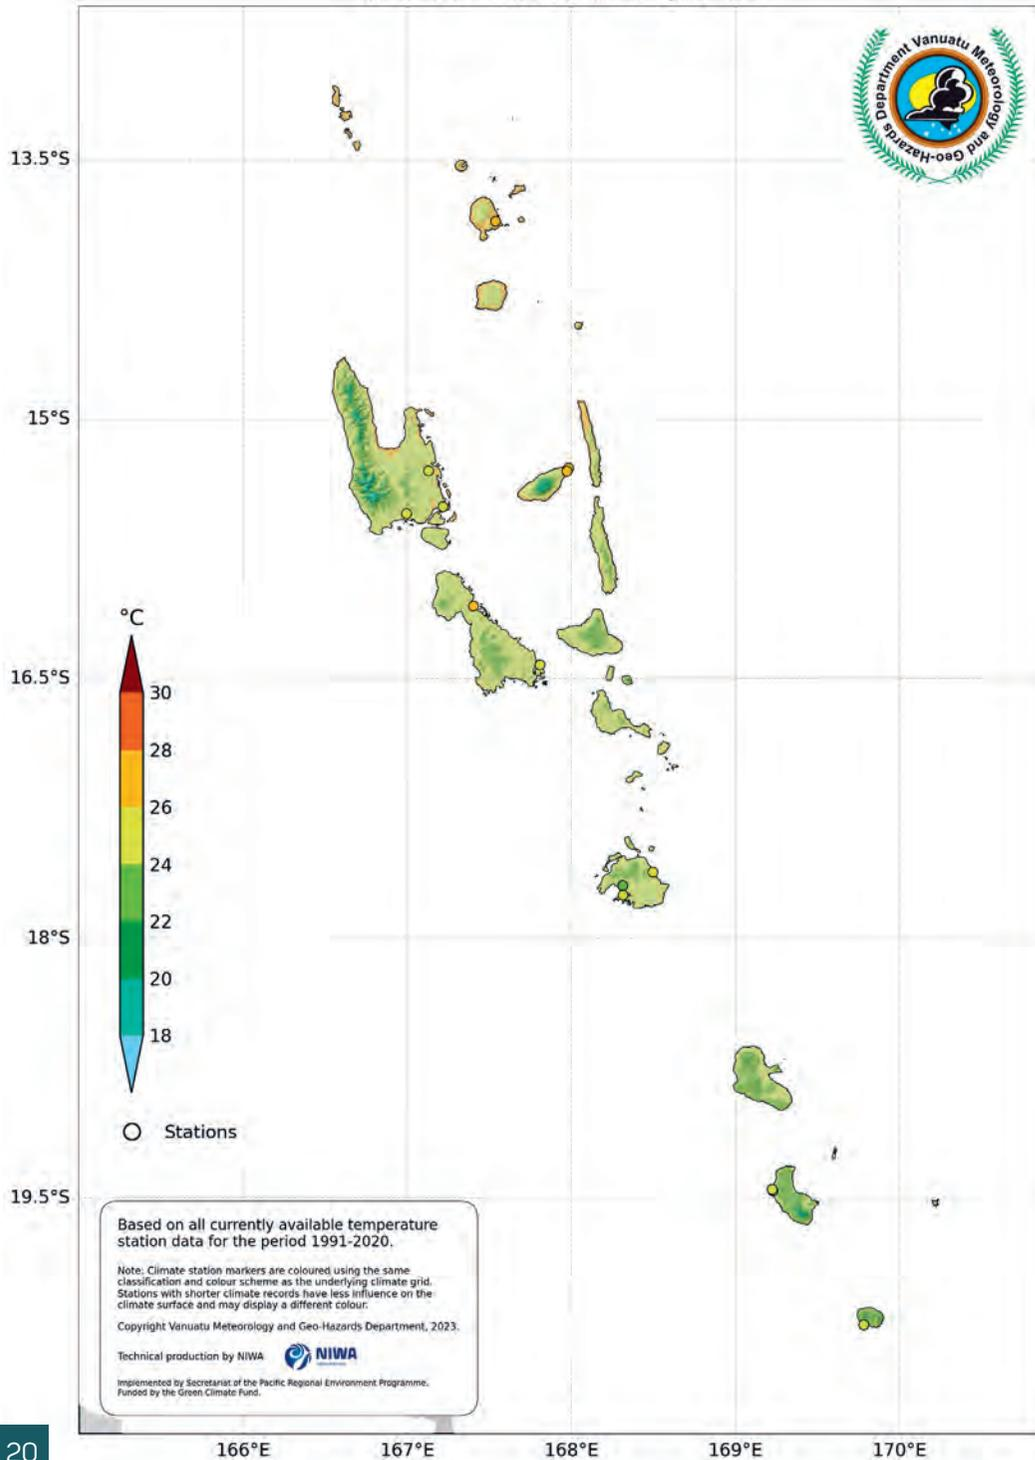 Vanuatu Meteorology and Geo-Hazards Department
13.5°S
15°S
16.5°S
18°S
19.5°S
°C
30
28
26
24
22
20
18
Stations
Based on all currently available temperature
station data for the period 1991-2020.
Note: Climate station markers are coloured using the same
classification and colour scheme as the underlying climate grid.
Stations with shorter climate records have less influence on the
climate surface and may display a different colour.
Copyright Vanuatu Meteorology and Geo-Hazards Department, 2023.
Technical production by NIWA
NIWA
Implemented by Secretariat of the Pacific Regional Environment Programme.
Funded by the Green Climate Fund.
166°E
167°E
168°E
169°E
170°E
20